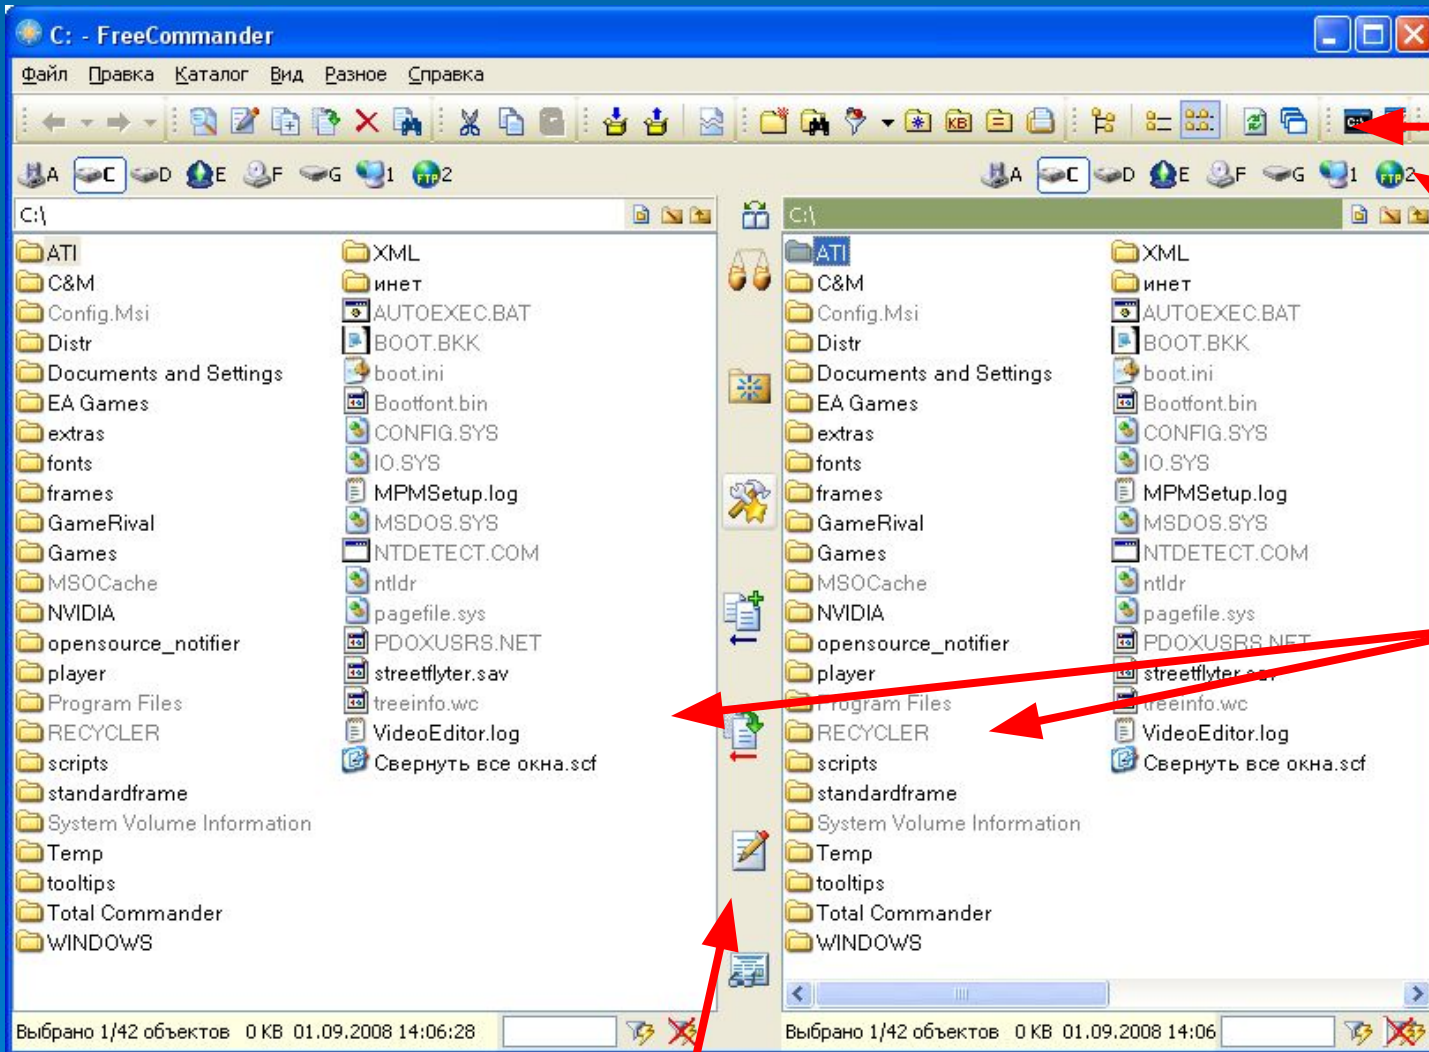 C: - FreeCommander
Файл Правка Каталог Вид Разное Справка
A C D E F G 1 2
A C D E F G 1 2
C:\
ATI
C&M
Config.Msi
Distr
Documents and Settings
EA Games
extras
fonts
frames
GameRival
Games
MSOCache
NVIDIA
opensource_notifier
player
Program Files
RECYCLER
scripts
standardframe
System Volume Information
Temp
tooltips
Total Commander
WINDOWS
XML
инет
AUTOEXEC.BAT
BOOT.BKK
boot.ini
Bootfont.bin
CONFIG.SYS
IO.SYS
MPMSetup.log
MSDOS.SYS
NTDETECT.COM
ntldr
pagefile.sys
PDOXUSRS.NET
streetflyter.sav
treeinfo.wc
VideoEditor.log
Свернуть все окна.scf
Выбрано 1/42 объектов 0 KB 01.09.2008 14:06:28
C:\
ATI
C&M
Config.Msi
Distr
Documents and Settings
EA Games
extras
fonts
frames
GameRival
Games
MSOCache
NVIDIA
opensource_notifier
player
Program Files
RECYCLER
scripts
standardframe
System Volume Information
Temp
tooltips
Total Commander
WINDOWS
XML
инет
AUTOEXEC.BAT
BOOT.BKK
boot.ini
Bootfont.bin
CONFIG.SYS
IO.SYS
MPMSetup.log
MSDOS.SYS
NTDETECT.COM
ntldr
pagefile.sys
PDOXUSRS.NET
streetflyter.sav
treeinfo.wc
VideoEditor.log
Свернуть все окна.scf
Выбрано 1/42 объектов 0 KB 01.09.2008 14:06